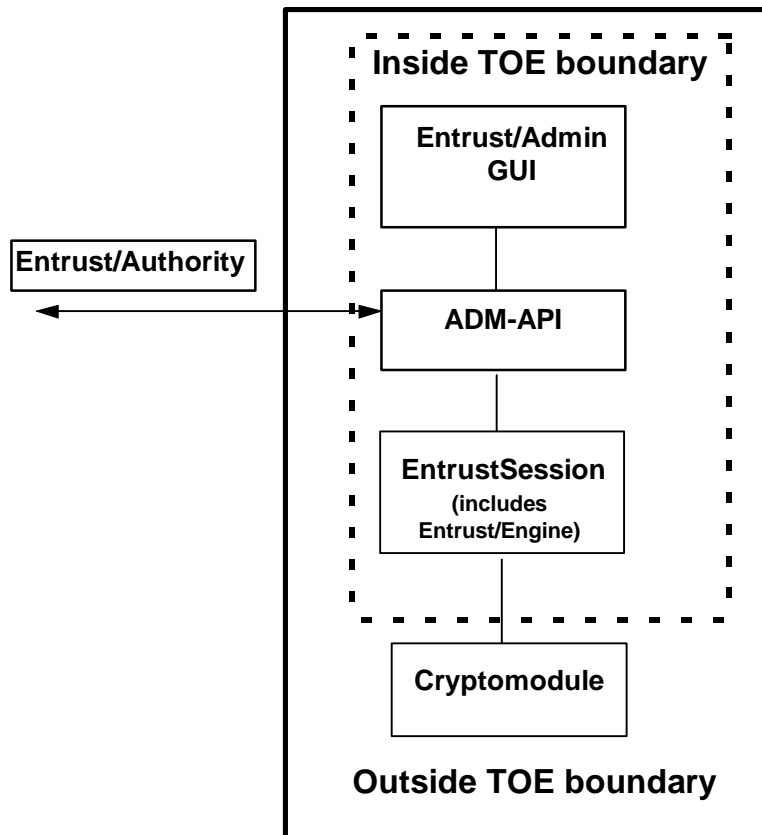 Inside TOE boundary
Entrust/Admin
GUI
Entrust/Authority
ADM-API
EntrustSession
(includes
Entrust/Engine)
Cryptomodule
Outside TOE boundary